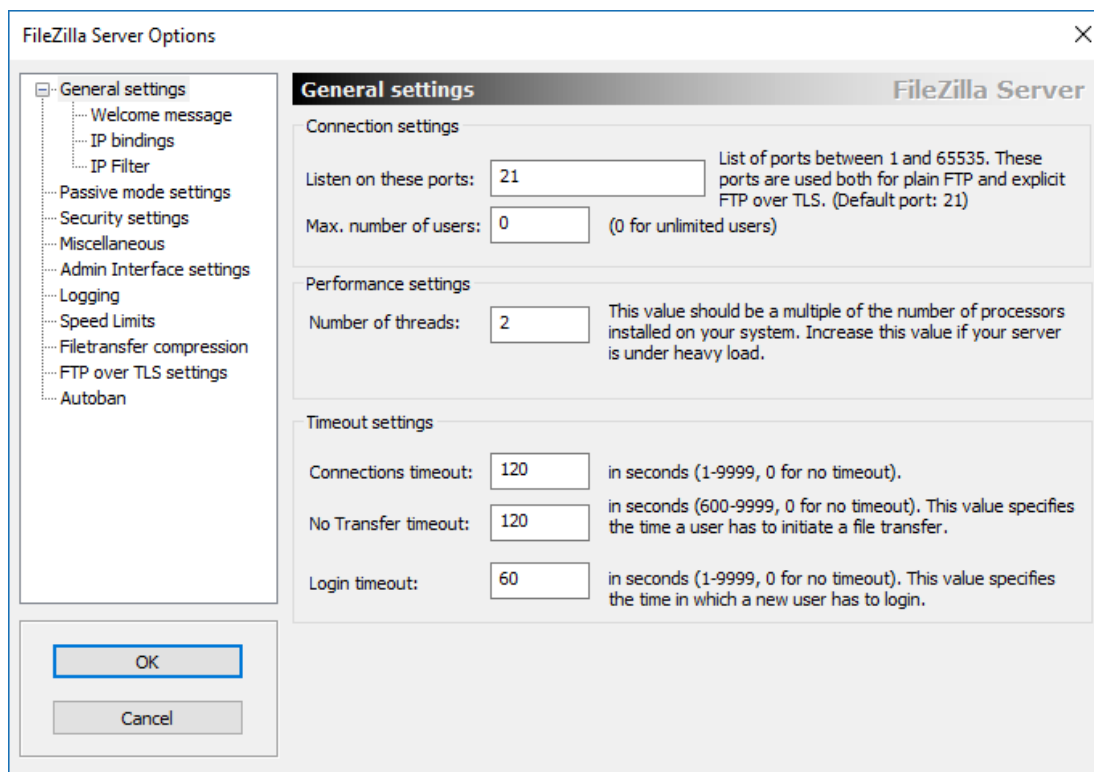 FileZilla Server Options
General settings
Welcome message
IP bindings
IP Filter
Passive mode settings
Security settings
Miscellaneous
Admin Interface settings
Logging
Speed Limits
Filetransfer compression
FTP over TLS settings
Autoban
OK
Cancel
General settings
FileZilla Server
Connection settings
Listen on these ports: 21
List of ports between 1 and 65535. These
ports are used both for plain FTP and explicit
FTP over TLS. (Default port: 21)
Max. number of users: 0 (0 for unlimited users)
Performance settings
Number of threads: 2
This value should be a multiple of the number of processors
installed on your system. Increase this value if your server
is under heavy load.
Timeout settings
Connections timeout: 120 in seconds (1-9999, 0 for no timeout).
No Transfer timeout: 120
in seconds (600-9999, 0 for no timeout). This value specifies
the time a user has to initiate a file transfer.
Login timeout: 60
in seconds (1-9999, 0 for no timeout). This value specifies
the time in which a new user has to login.